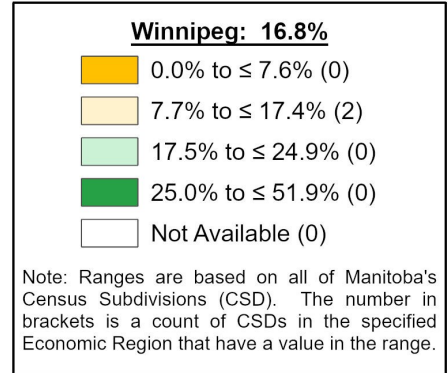 Winnipeg: 16.8%
0.0% to ≤ 7.6% (0)
7.7% to ≤ 17.4% (2)
17.5% to ≤ 24.9% (0)
25.0% to ≤ 51.9% (0)
Not Available (0)
Note: Ranges are based on all of Manitoba's
Census Subdivisions (CSD). The number in
brackets is a count of CSDs in the specified
Economic Region that have a value in the range.